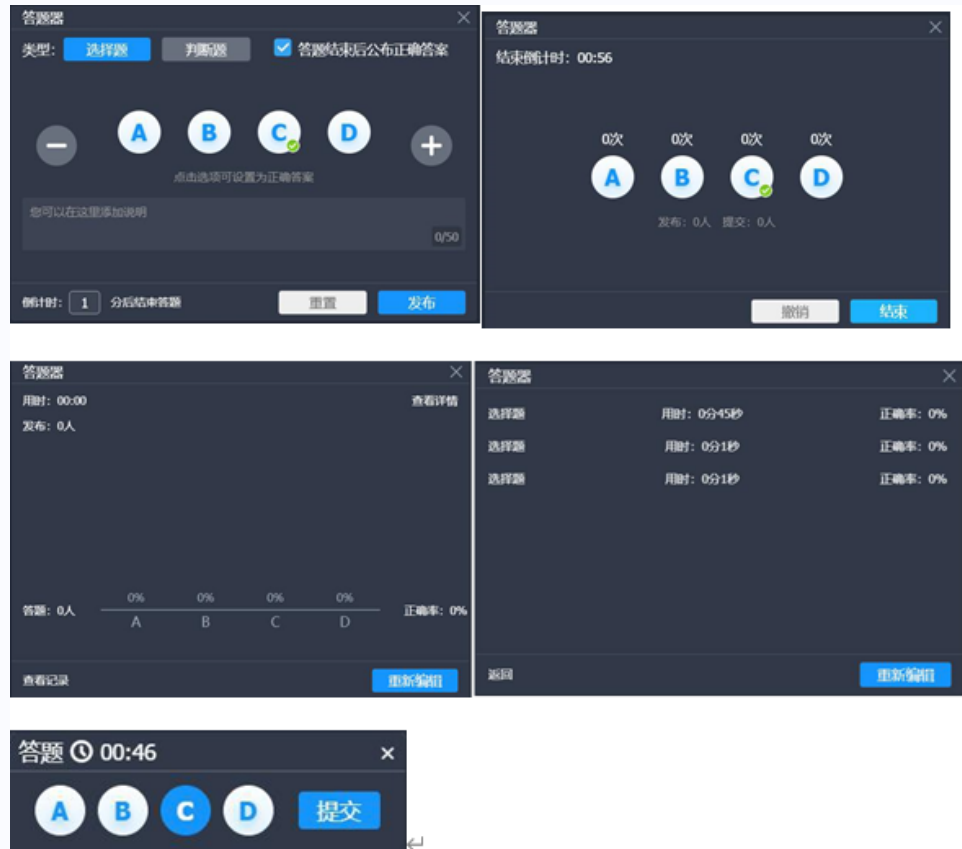 答题器
类型: 选择题 判断题 答题结束后公布正确答案
A B C D
点击选项可设置为正确答案
您可以在这里添加说明
0/50
倒计时: 1 分后结束答题 重置 发布
答题器
结束倒计时: 00:56
0次 0次 0次 0次
A B C D
发布: 0人 提交: 0人
撤销 结束
答题器
用时: 00:00 查看详情
发布: 0人
0% 0% 0% 0%
答题: 0人 正确率: 0%
A B C D
查看记录 重新编辑
答题器
选择题 用时: 0分45秒 正确率: 0%
选择题 用时: 0分1秒 正确率: 0%
选择题 用时: 0分1秒 正确率: 0%
返回 重新编辑
答题 00:46
A B C D 提交